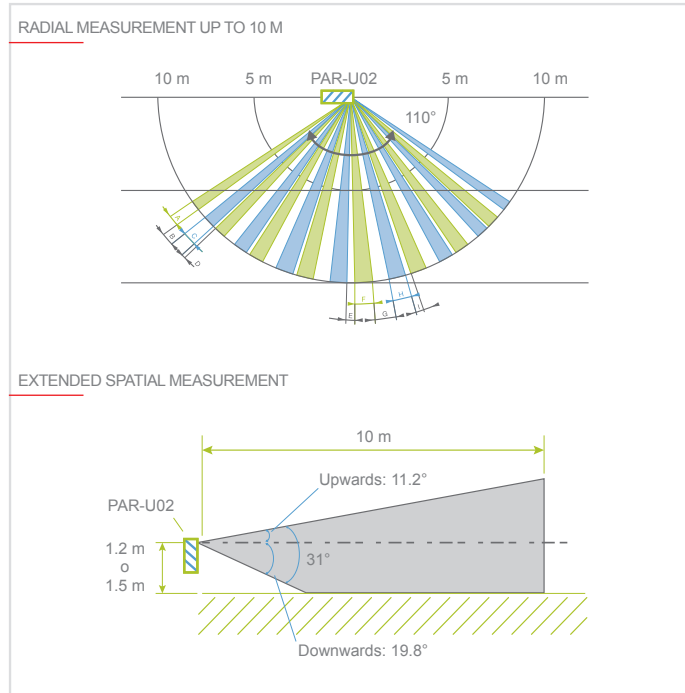 RADIAL MEASUREMENT UP TO 10 M
10 m 5 m PAR-U02 5 m 10 m
110°
A
B C
D
F H
E G I
EXTENDED SPATIAL MEASUREMENT
10 m
Upwards: 11.2°
PAR-U02
1.2 m
o
1.5 m
31°
Downwards: 19.8°